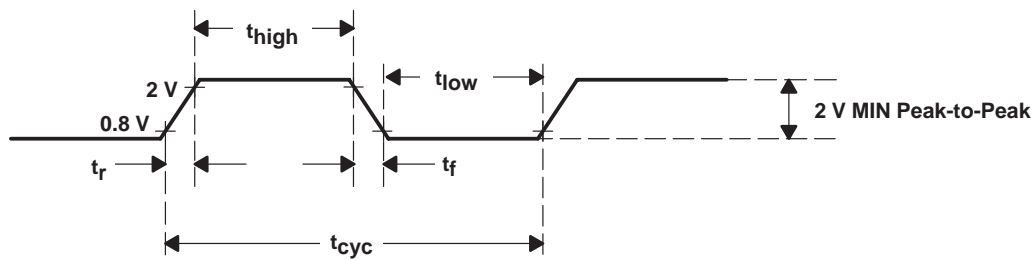 thigh
2 V
tlow
2 V MIN Peak-to-Peak
0.8 V
tr
tf
tcyc